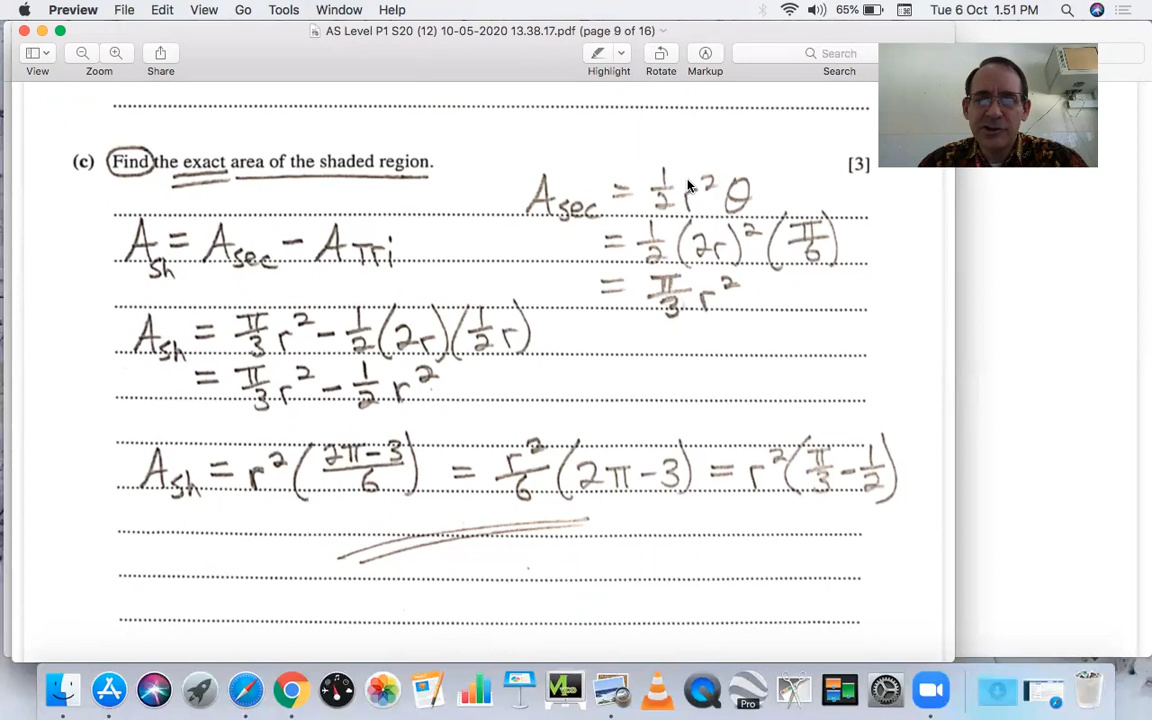 Preview File Edit View Go Tools Window Help 65% Tue 6 Oct 1.51 PM
AS Level P1 S20 (12) 10-05-2020 13.38.17.pdf (page 9 of 16)
View Zoom Share Highlight Rotate Markup Search
Search
(c) Find the exact area of the shaded region. [3]
A_sec = 1/2 r² θ
= 1/2 (2r)² (π/6)
= π/3 r²
A_sh = A_sec − A_Tri
A_sh = π/3 r² − 1/2 (2r)(1/2 r)
= π/3 r² − 1/2 r²
A_sh = r² ((2π−3)/6) = r²/6 (2π−3) = r² (π/3 − 1/2)
Pro